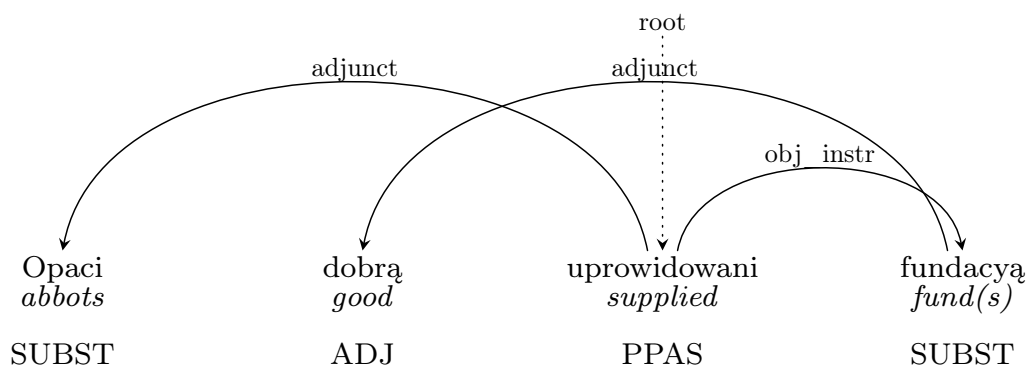 root
adjunct adjunct
obj_instr
Opaci dobrą uprowidowani fundacyą
abbots good supplied fund(s)
SUBST ADJ PPAS SUBST